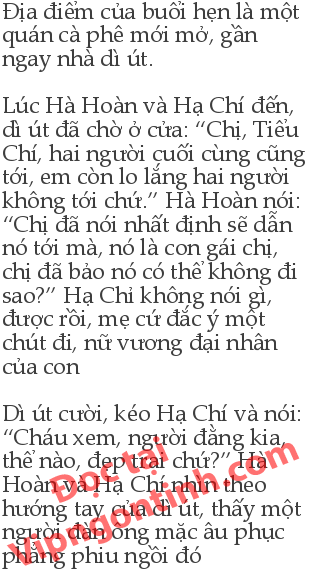 Địa điểm của buổi hẹn là một
quán cà phê mới mở, gần
ngay nhà dì út.
Lúc Hà Hoàn và Hạ Chí đến,
dì út đã chờ ở cửa: “Chị, Tiểu
Chí, hai người cuối cùng cũng
tới, em còn lo lắng hai người
không tới chứ.” Hà Hoàn nói:
“Chị đã nói nhất định sẽ dẫn
nó tới mà, nó là con gái chị,
chị đã bảo nó có thể không đi
sao?” Hạ Chỉ không nói gì,
được rồi, mẹ cứ đắc ý một
chút đi, nữ vương đại nhân
của con
Dì út cười, kéo Hạ Chí và nói:
“Cháu xem, người đằng kia,
thế nào, đẹp trai chứ?” Hà
Hoàn và Hạ Chí nhìn theo
hướng tay của dì út, thấy một
người đàn ông mặc âu phục
phẳng phiu ngồi đó
Đọc tại
Vipngontinh.com